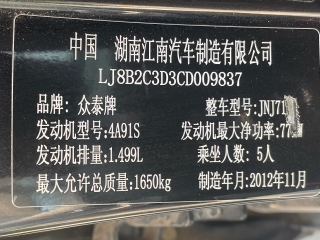 中国 湖南江南汽车制造有限公司
LJ8B2C3D3CD009837
品牌: 众泰牌 整车型号:JNJ71
发动机型号:4A91S 发动机最大净功率:77.
发动机排量:1.499L 乘坐人数: 5人
最大允许总质量:1650kg 制造年月:2012年11月